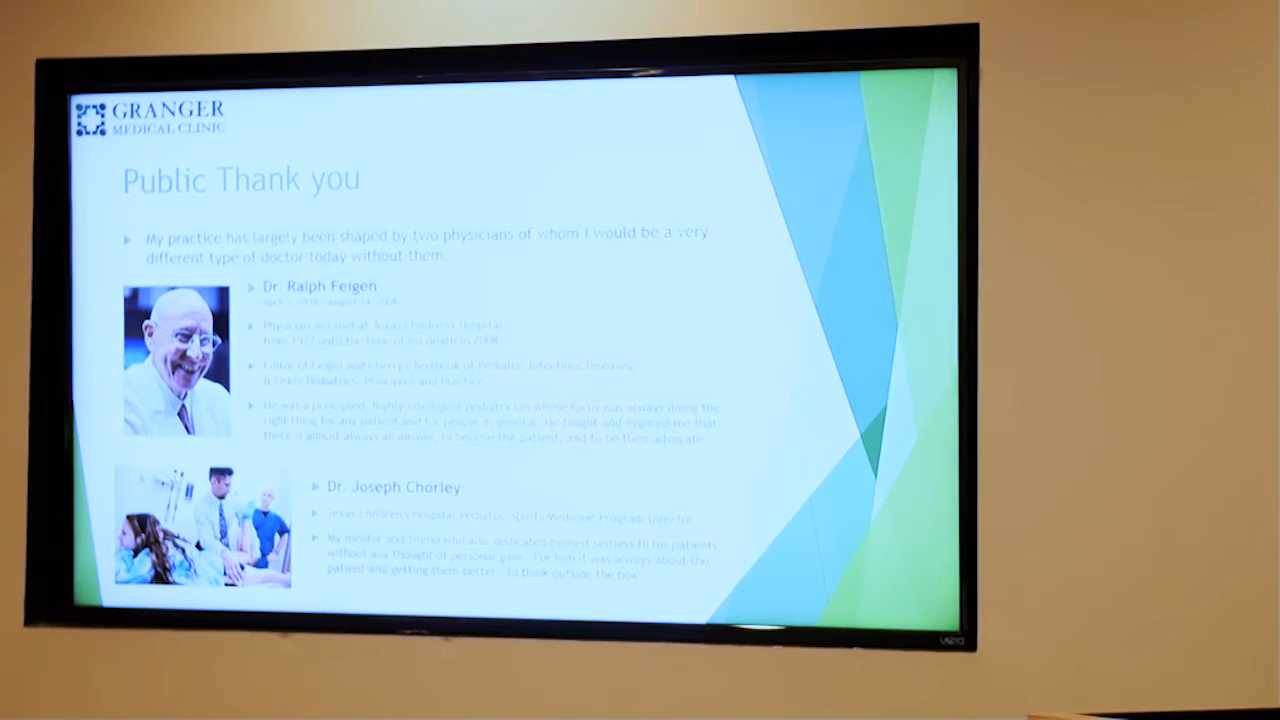 GRANGER
MEDICAL CLINIC
Public Thank you
My practice has largely been shaped by two physicians of whom I would be a very
different type of doctor today without them.
Dr. Ralph Feigen
Physician in Chief at Texas Children's Hospital
from 1977 until the time of his death in 2008
Editor of Feigin and Cherry's Textbook of Pediatric Infectious Diseases,
& Oskis Pediatrics: Principles and Practice
He was a principled, highly intelligent pediatrician whose focus was always doing the
right thing for any patient and for people in general. He taught and inspired me that
there is almost always an answer, to believe the patient, and to be their advocate.
Dr. Joseph Chorley
Texas Children's Hospital Pediatric Sports Medicine Program Director
My mentor and friend who also dedicated himself selfless to his patients
without any thought of personal gain. For him it was always about the
patient and getting them better. To think outside the box.
VIZIO